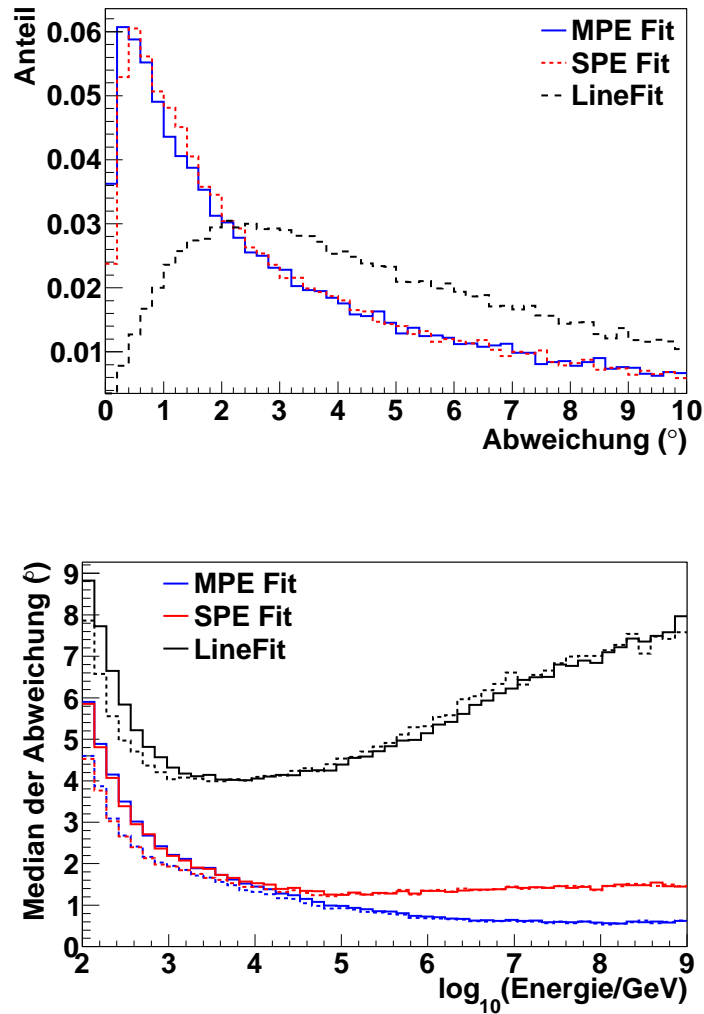 Anteil
0.06
0.05
0.04
0.03
0.02
0.01
MPE Fit
SPE Fit
LineFit
0 1 2 3 4 5 6 7 8 9 10
Abweichung (°)
Median der Abweichung (°)
9
8
7
6
5
4
3
2
1
0
MPE Fit
SPE Fit
LineFit
2 3 4 5 6 7 8 9
log10(Energie/GeV)